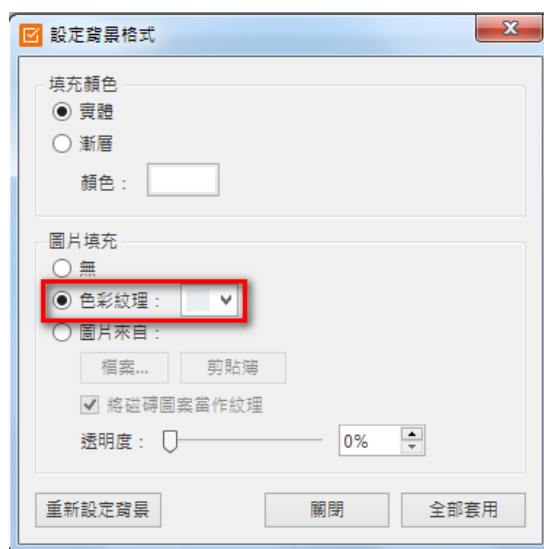 設定背景格式
填充顏色
實體
漸層
顏色：
圖片填充
無
色彩紋理：
圖片來自：
檔案... 剪貼簿
將磁磚圖案當作紋理
透明度： 0%
重新設定背景 關閉 全部套用